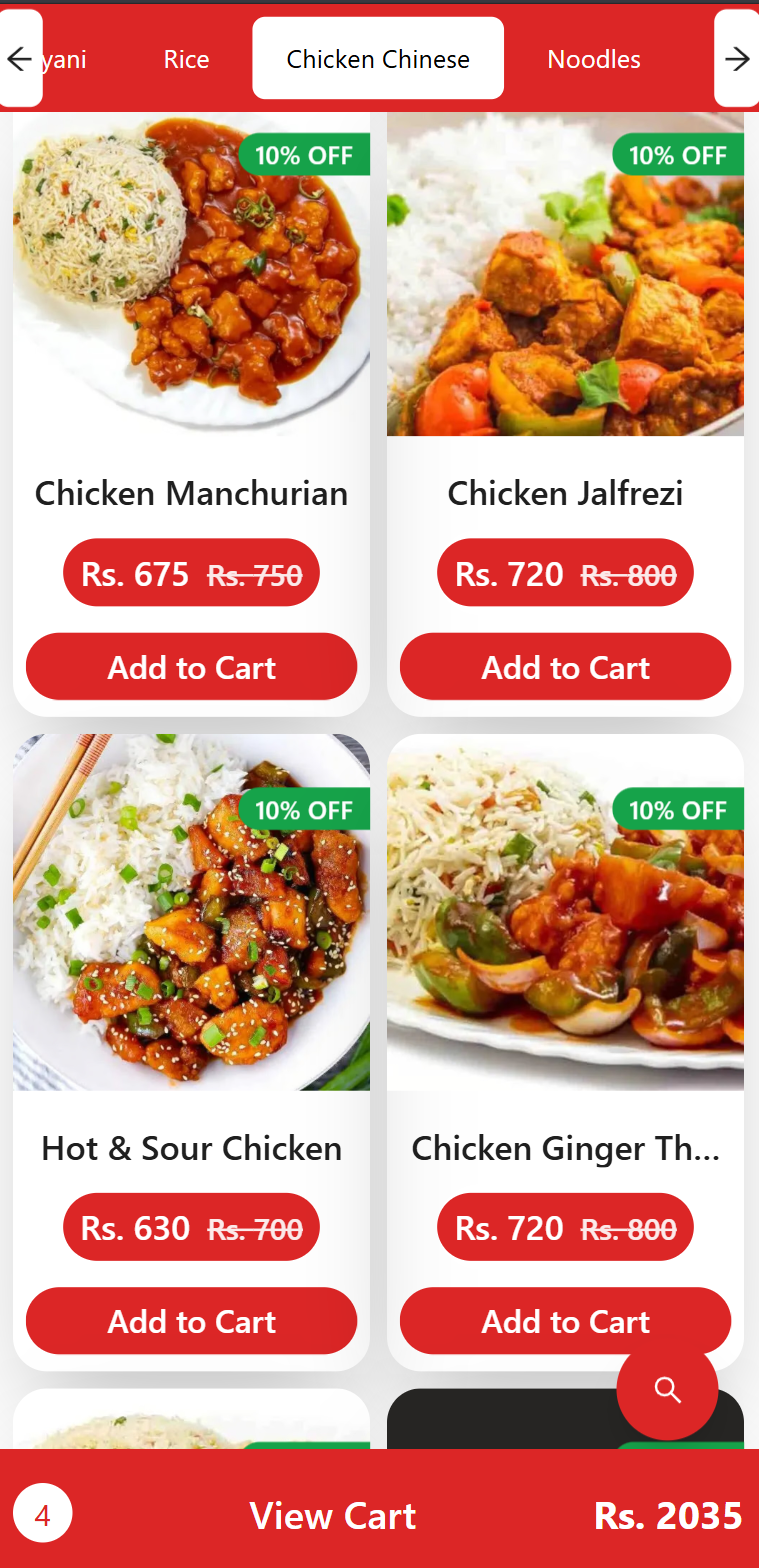 yani
Rice
Chicken Chinese
Noodles
10% OFF
10% OFF
Chicken Manchurian
Chicken Jalfrezi
Rs. 675 Rs. 750
Rs. 720 Rs. 800
Add to Cart
Add to Cart
10% OFF
10% OFF
Hot & Sour Chicken
Chicken Ginger Th...
Rs. 630 Rs. 700
Rs. 720 Rs. 800
Add to Cart
Add to Cart
4
View Cart
Rs. 2035